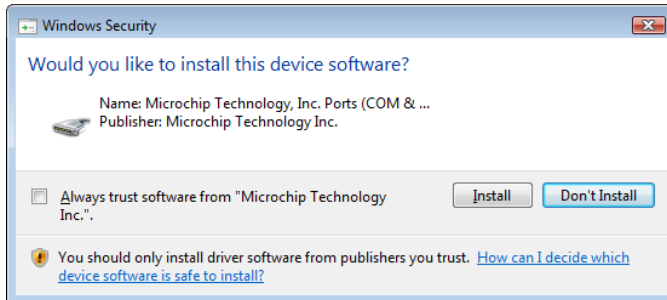 Windows Security
Would you like to install this device software?
Name: Microchip Technology, Inc. Ports (COM & ...
Publisher: Microchip Technology Inc.
Always trust software from "Microchip Technology
Inc.".
Install
Don't Install
You should only install driver software from publishers you trust. How can I decide which
device software is safe to install?